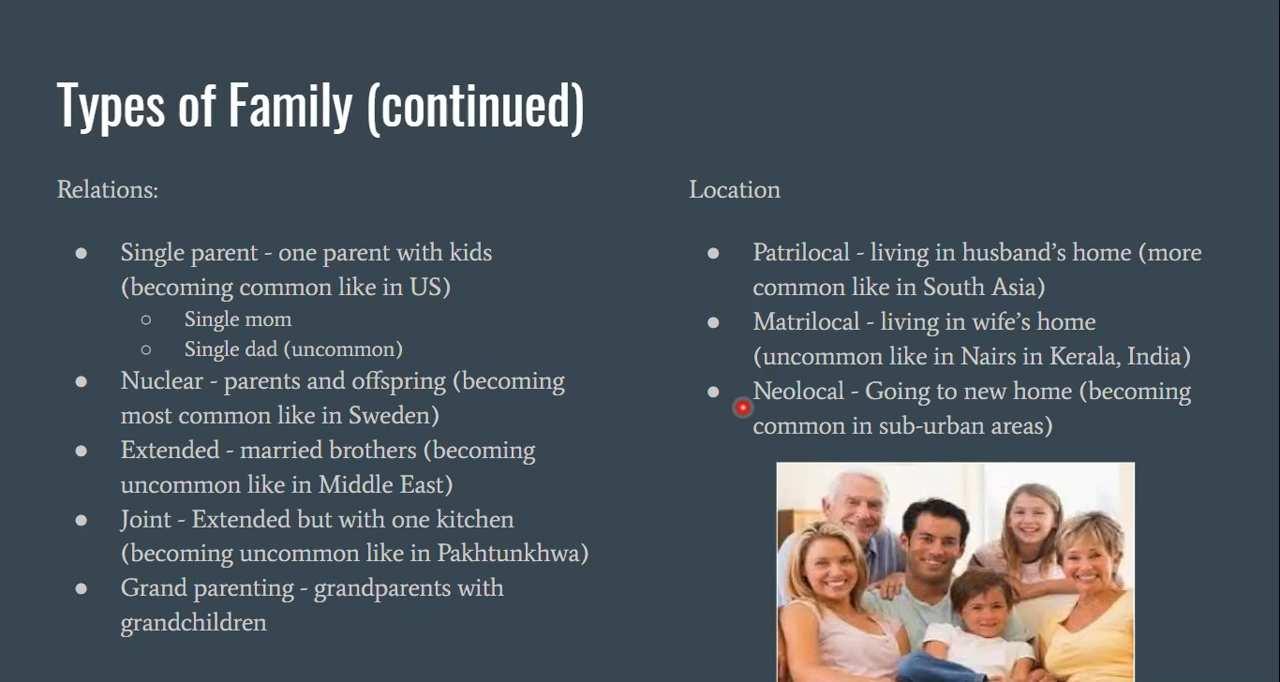 Types of Family (continued)
Relations:
● Single parent - one parent with kids
(becoming common like in US)
○ Single mom
○ Single dad (uncommon)
● Nuclear - parents and offspring (becoming
most common like in Sweden)
● Extended - married brothers (becoming
uncommon like in Middle East)
● Joint - Extended but with one kitchen
(becoming uncommon like in Pakhtunkhwa)
● Grand parenting - grandparents with
grandchildren
Location
● Patrilocal - living in husband’s home (more
common like in South Asia)
● Matrilocal - living in wife’s home
(uncommon like in Nairs in Kerala, India)
● Neolocal - Going to new home (becoming
common in sub-urban areas)